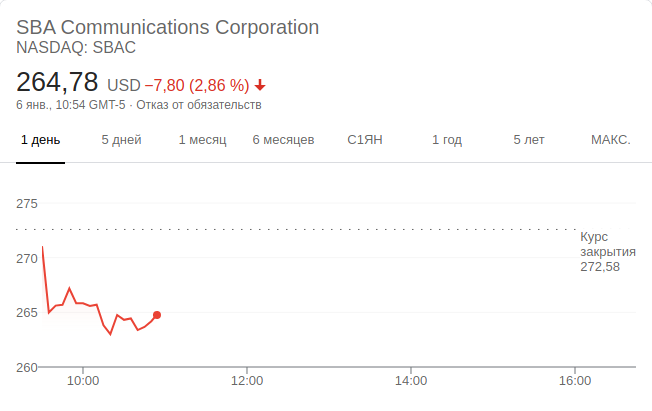 SBA Communications Corporation
NASDAQ: SBAC
264,78 USD −7,80 (2,86 %)
6 янв., 10:54 GMT-5 · Отказ от обязательств
1 день 5 дней 1 месяц 6 месяцев С1ЯН 1 год 5 лет МАКС.
275
270
265
260
Курс
закрытия
272,58
10:00 12:00 14:00 16:00